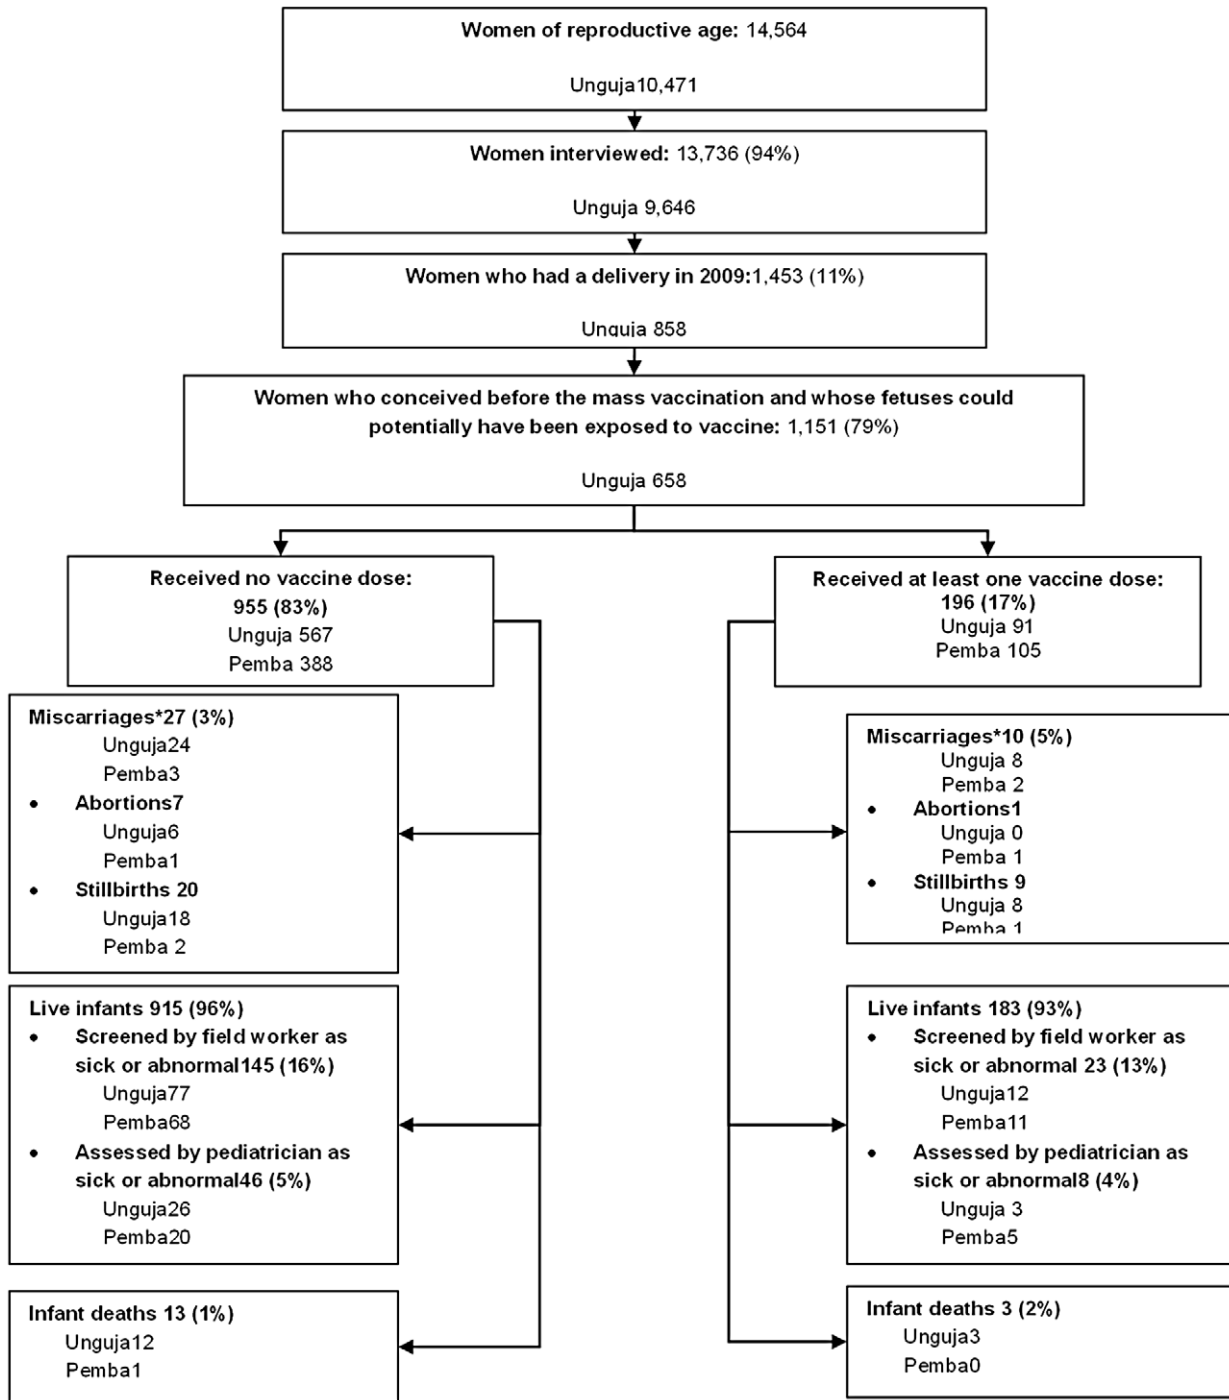 Women of reproductive age: 14,564
Unguja10,471
Women interviewed: 13,736 (94%)
Unguja 9,646
Women who had a delivery in 2009:1,453 (11%)
Unguja 858
Women who conceived before the mass vaccination and whose fetuses could
potentially have been exposed to vaccine: 1,151 (79%)
Unguja 658
Received no vaccine dose:
955 (83%)
Unguja 567
Pemba 388
Received at least one vaccine dose:
196 (17%)
Unguja 91
Pemba 105
Miscarriages*27 (3%)
Unguja24
Pemba3
• Abortions7
Unguja6
Pemba1
• Stillbirths 20
Unguja18
Pemba 2
Miscarriages*10 (5%)
Unguja 8
Pemba 2
• Abortions1
Unguja 0
Pemba 1
• Stillbirths 9
Unguja 8
Pemba 1
Live infants 915 (96%)
• Screened by field worker as
sick or abnormal145 (16%)
Unguja77
Pemba68
• Assessed by pediatrician as
sick or abnormal46 (5%)
Unguja26
Pemba20
Live infants 183 (93%)
• Screened by field worker as
sick or abnormal 23 (13%)
Unguja12
Pemba11
• Assessed by pediatrician as
sick or abnormal8 (4%)
Unguja 3
Pemba5
Infant deaths 13 (1%)
Unguja12
Pemba1
Infant deaths 3 (2%)
Unguja3
Pemba0